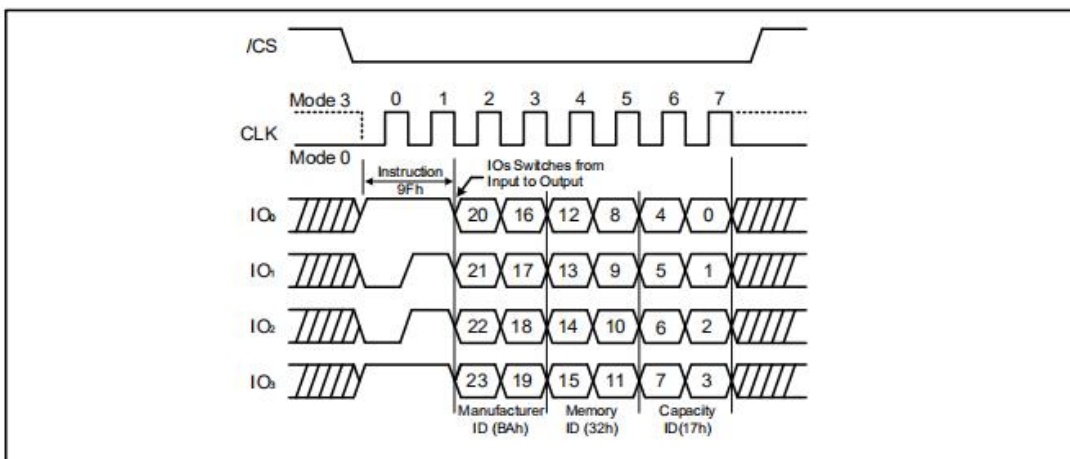 /CS
Mode 3 0 1 2 3 4 5 6 7
CLK
Mode 0
Instruction
9Fh
IOs Switches from
Input to Output
IO₀ 20 16 12 8 4 0
IO₁ 21 17 13 9 5 1
IO₂ 22 18 14 10 6 2
IO₃ 23 19 15 11 7 3
Manufacturer Memory Capacity
ID (BAh) ID (32h) ID(17h)